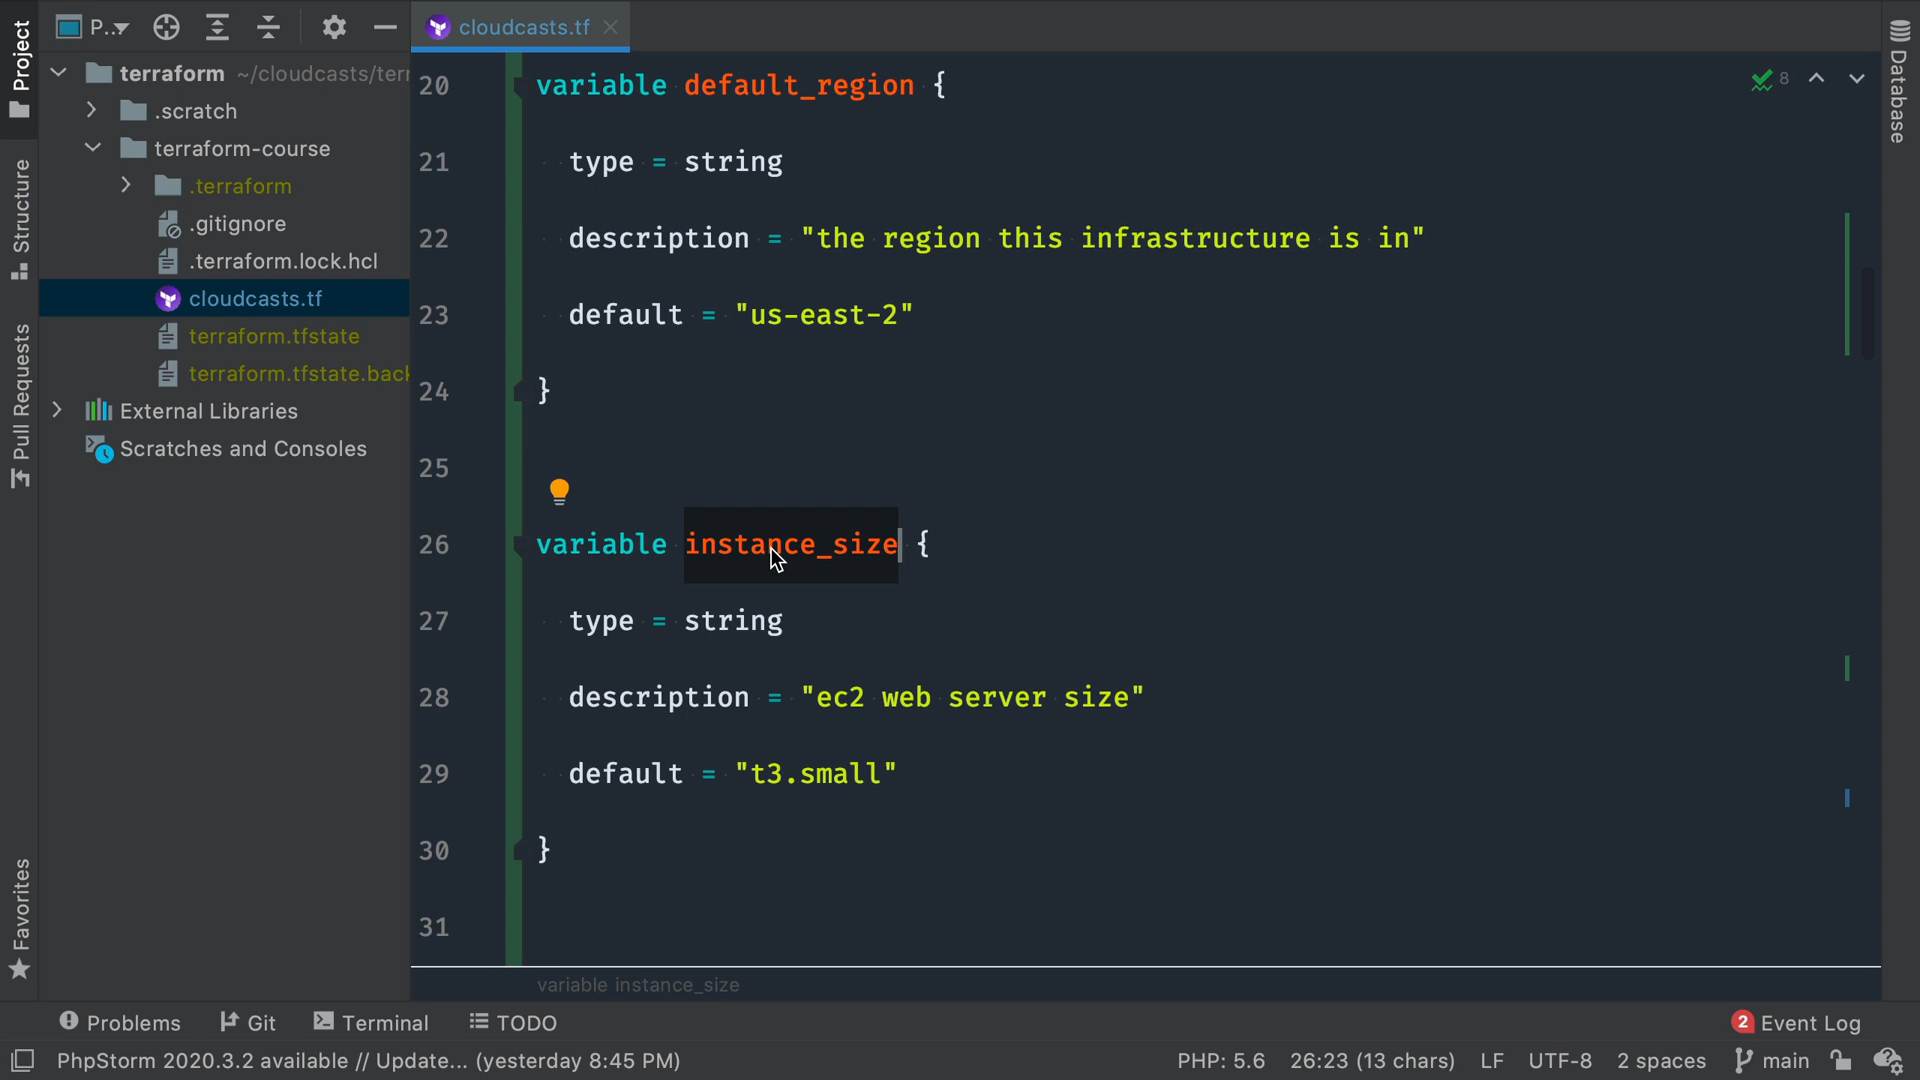 Project
P..
cloudcasts.tf
terraform ~/cloudcasts/terr
.scratch
terraform-course
.terraform
.gitignore
.terraform.lock.hcl
cloudcasts.tf
terraform.tfstate
terraform.tfstate.back
External Libraries
Scratches and Consoles
Structure
Pull Requests
Favorites
20 variable default_region {
21 type = string
22 description = "the region this infrastructure is in"
23 default = "us-east-2"
24 }
25
26 variable instance_size {
27 type = string
28 description = "ec2 web server size"
29 default = "t3.small"
30 }
31
8
Database
variable instance_size
Problems Git Terminal TODO 2 Event Log
PhpStorm 2020.3.2 available // Update... (yesterday 8:45 PM) PHP: 5.6 26:23 (13 chars) LF UTF-8 2 spaces main